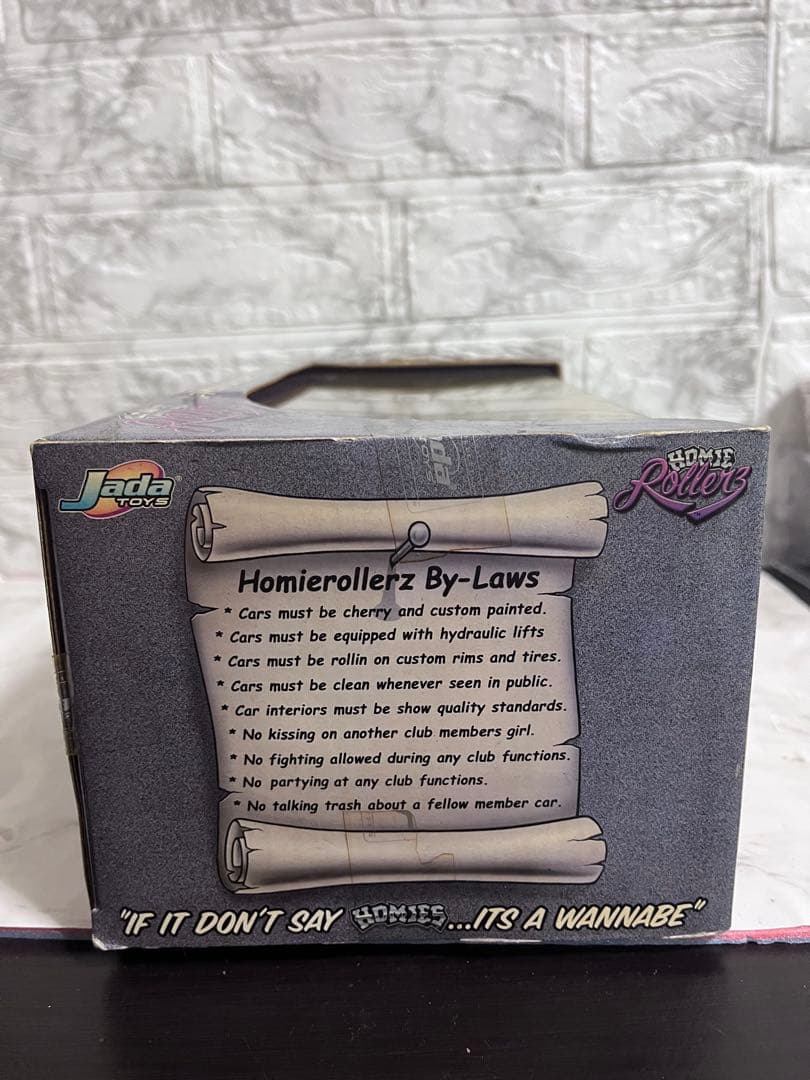 Jada
TOYS
HOMIE
Rollerz
Homierollerz By-Laws
* Cars must be cherry and custom painted.
* Cars must be equipped with hydraulic lifts
* Cars must be rollin on custom rims and tires.
* Cars must be clean whenever seen in public.
* Car interiors must be show quality standards.
* No kissing on another club members girl.
* No fighting allowed during any club functions.
* No partying at any club functions.
* No talking trash about a fellow member car.
"IF IT DON'T SAY HOMIES...ITS A WANNABE"